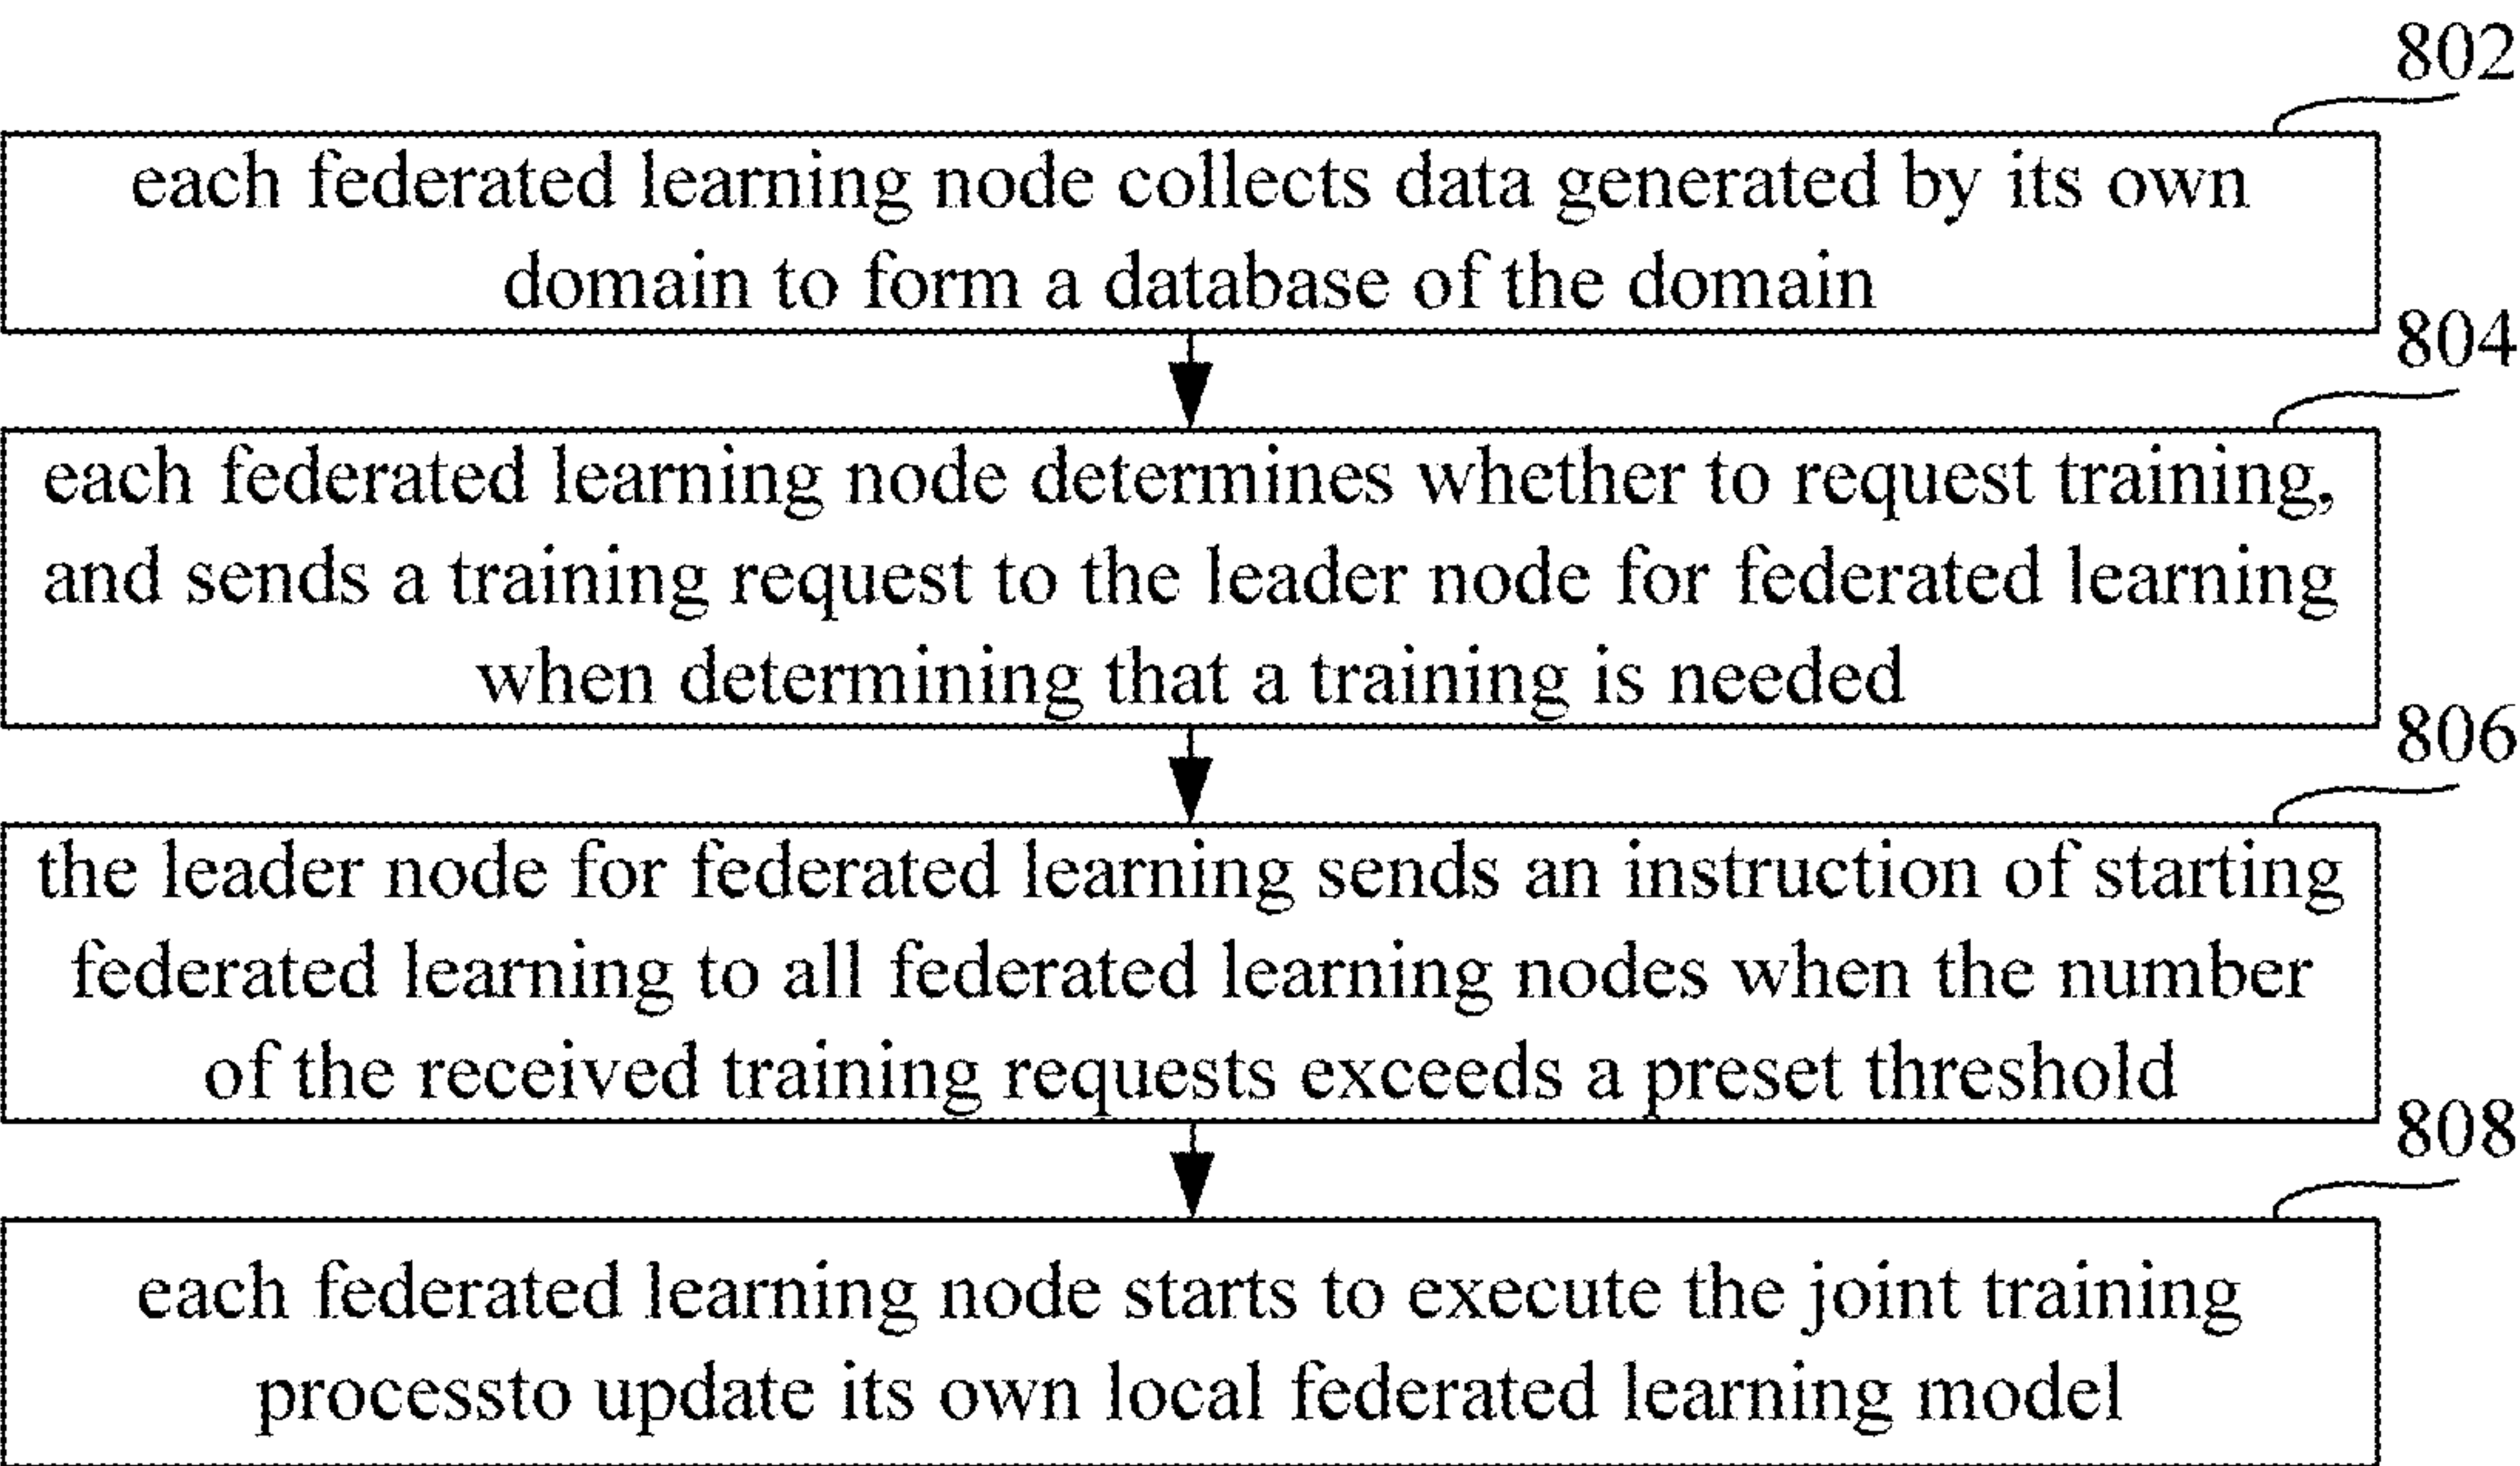 802
each federated learning node collects data generated by its own
domain to form a database of the domain
804
each federated learning node determines whether to request training,
and sends a training request to the leader node for federated learning
when determining that a training is needed
806
the leader node for federated learning sends an instruction of starting
federated learning to all federated learning nodes when the number
of the received training requests exceeds a preset threshold
808
each federated learning node starts to execute the joint training
processto update its own local federated learning model